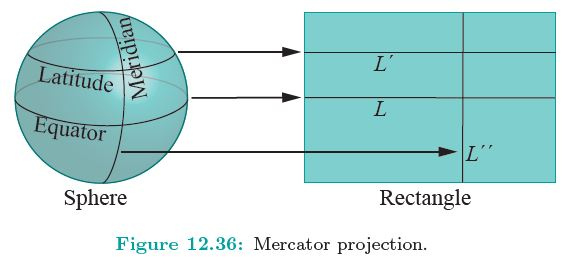 Latitude
Meridian
Equator
Sphere
L′
L
L′′
Rectangle
Figure 12.36: Mercator projection.